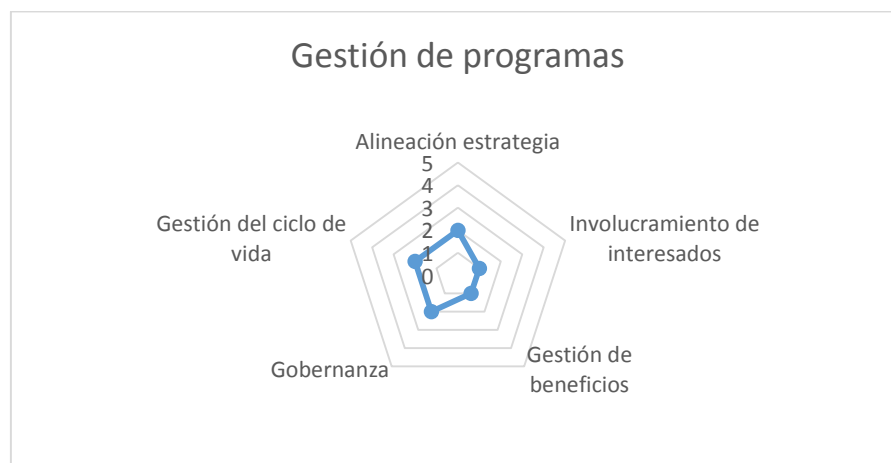 Gestión de programas
Alineación estrategia
5
4
3
2
1
0
Involucramiento de
interesados
Gestión de
beneficios
Gobernanza
Gestión del ciclo de
vida